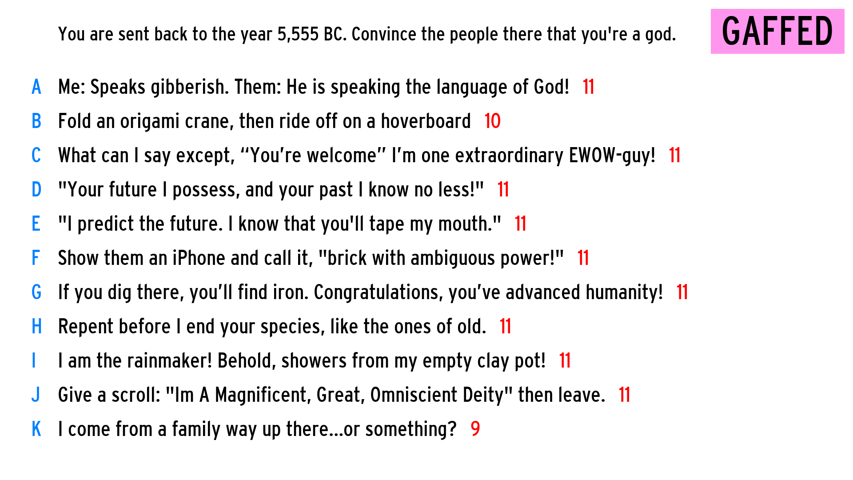 You are sent back to the year 5,555 BC. Convince the people there that you're a god.
GAFFED
A Me: Speaks gibberish. Them: He is speaking the language of God! 11
B Fold an origami crane, then ride off on a hoverboard 10
C What can I say except, “You’re welcome” I’m one extraordinary EWOW-guy! 11
D "Your future I possess, and your past I know no less!" 11
E "I predict the future. I know that you'll tape my mouth." 11
F Show them an iPhone and call it, "brick with ambiguous power!" 11
G If you dig there, you’ll find iron. Congratulations, you’ve advanced humanity! 11
H Repent before I end your species, like the ones of old. 11
I I am the rainmaker! Behold, showers from my empty clay pot! 11
J Give a scroll: "Im A Magnificent, Great, Omniscient Deity" then leave. 11
K I come from a family way up there...or something? 9